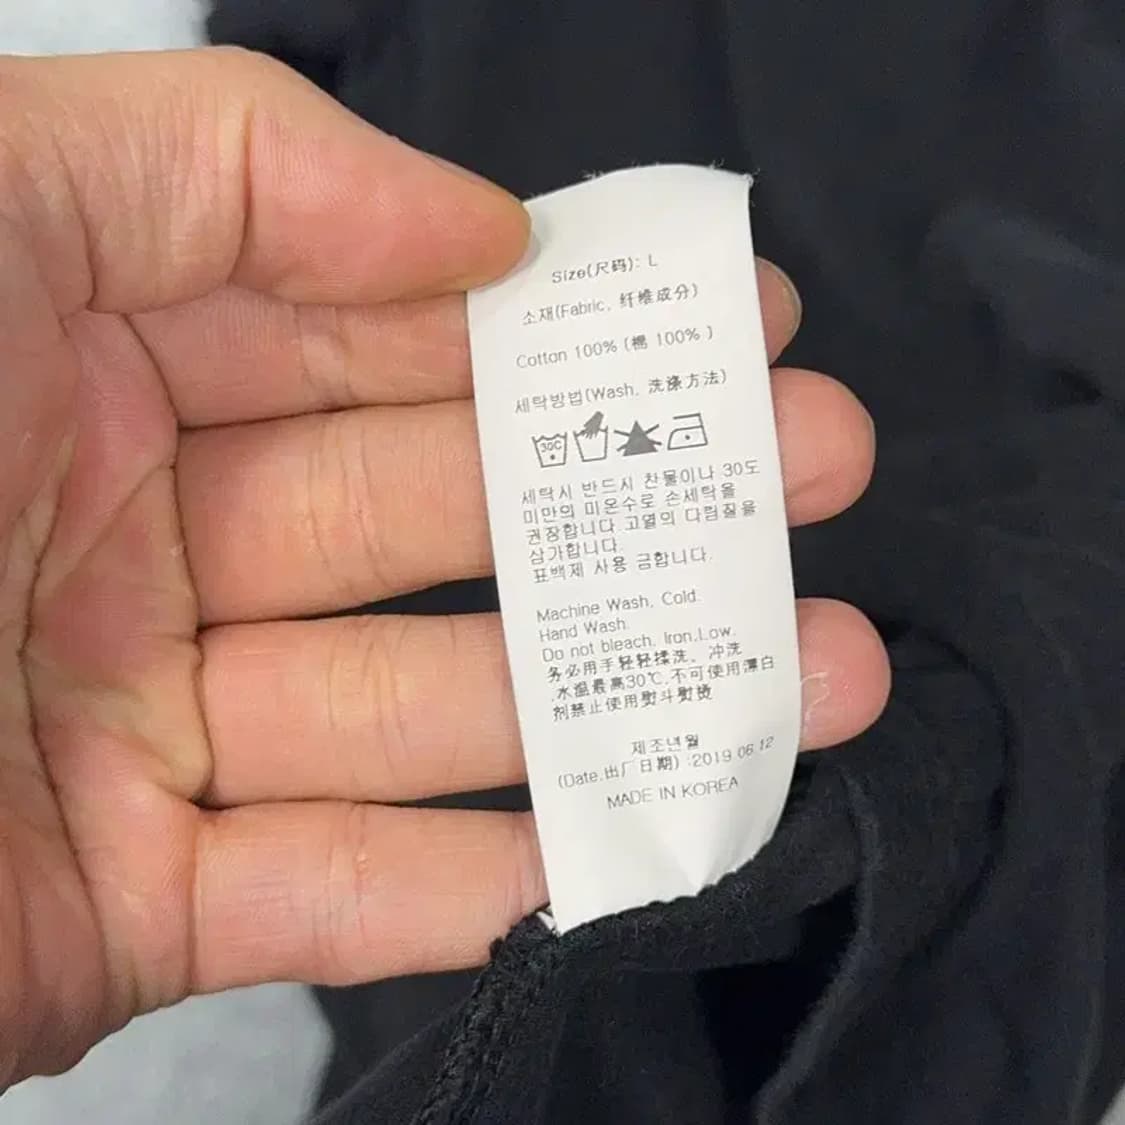 Size(尺码): L
소재(Fabric, 纤维成分)
Cotton 100% (棉 100% )
세탁방법(Wash, 洗涤方法)
30C
세탁시 반드시 찬물이나 30도
미만의 미온수로 손세탁을
권장합니다.고열의 다림질을
삼가합니다.
표백제 사용 금합니다.
Machine Wash, Cold.
Hand Wash.
Do not bleach, Iron,Low.
务必用手轻轻揉洗、冲洗
,水温最高30℃,不可使用漂白
剂禁止使用熨斗熨烫
제조년월
(Date,出厂日期) :2019 06.12
MADE IN KOREA